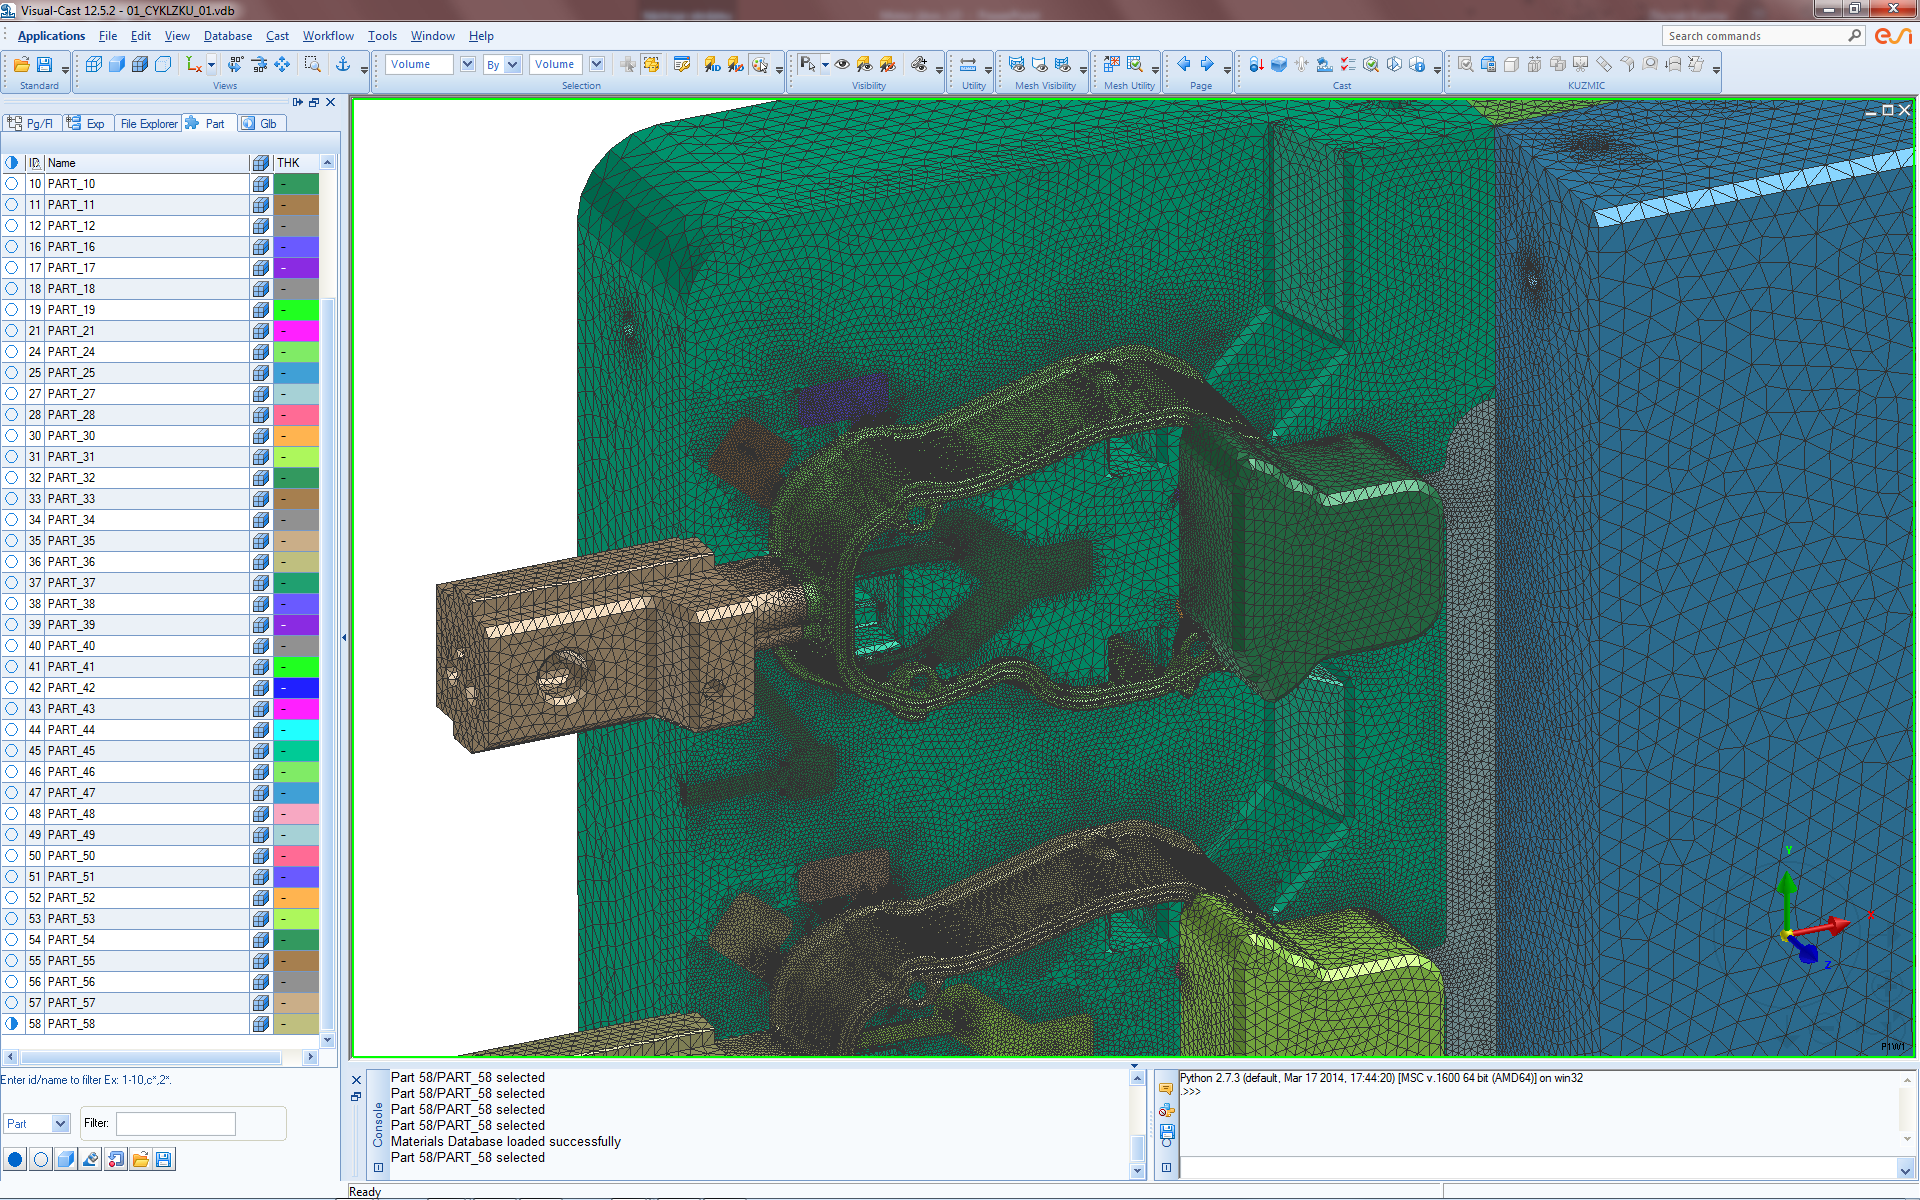 Visual-Cast 12.5.2 - 01_CYKLZKU_01.vdb
Applications File Edit View Database Cast Workflow Tools Window Help
Search commands
esi
Volume By Volume
Standard Views Selection Visibility Utility Mesh Visibility Mesh Utility Page Cast KUZMIC
Pg/Fl Exp File Explorer Part Glb
ID Name THK
10 PART_10 -
11 PART_11 -
12 PART_12 -
16 PART_16 -
17 PART_17 -
18 PART_18 -
19 PART_19 -
21 PART_21 -
24 PART_24 -
25 PART_25 -
27 PART_27 -
28 PART_28 -
30 PART_30 -
31 PART_31 -
32 PART_32 -
33 PART_33 -
34 PART_34 -
35 PART_35 -
36 PART_36 -
37 PART_37 -
38 PART_38 -
39 PART_39 -
40 PART_40 -
41 PART_41 -
42 PART_42 -
43 PART_43 -
44 PART_44 -
45 PART_45 -
46 PART_46 -
47 PART_47 -
48 PART_48 -
49 PART_49 -
50 PART_50 -
51 PART_51 -
52 PART_52 -
53 PART_53 -
54 PART_54 -
55 PART_55 -
56 PART_56 -
57 PART_57 -
58 PART_58 -
Y
X
Z
P1W1
Enter id/name to filter Ex: 1-10,c*,2*.
Part Filter:
Console
Part 58/PART_58 selected
Part 58/PART_58 selected
Part 58/PART_58 selected
Part 58/PART_58 selected
Materials Database loaded successfully
Part 58/PART_58 selected
Python 2.7.3 (default, Mar 17 2014, 17:44:20) [MSC v.1600 64 bit (AMD64)] on win32
.>>>
Ready